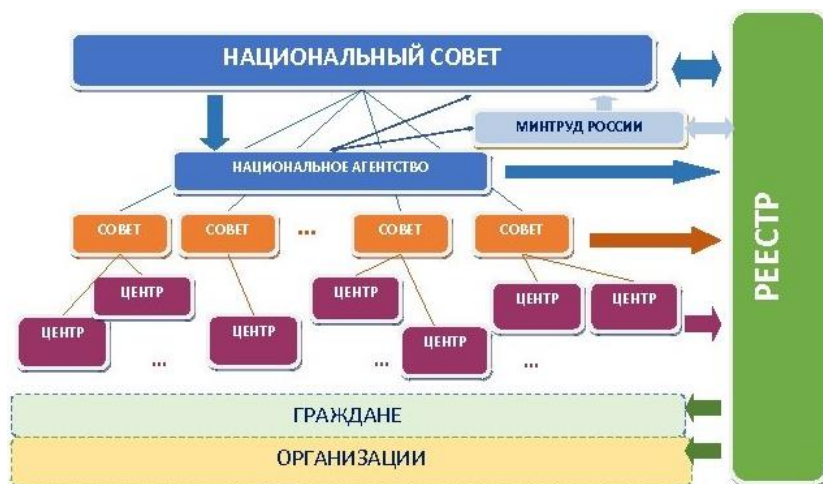 НАЦИОНАЛЬНЫЙ СОВЕТ
МИНТРУД РОССИИ
НАЦИОНАЛЬНОЕ АГЕНТСТВО
СОВЕТ
СОВЕТ
...
СОВЕТ
СОВЕТ
ЦЕНТР
ЦЕНТР
ЦЕНТР
ЦЕНТР
ЦЕНТР
ЦЕНТР
ЦЕНТР
...
...
...
ГРАЖДАНЕ
ОРГАНИЗАЦИИ
РЕЕСТР